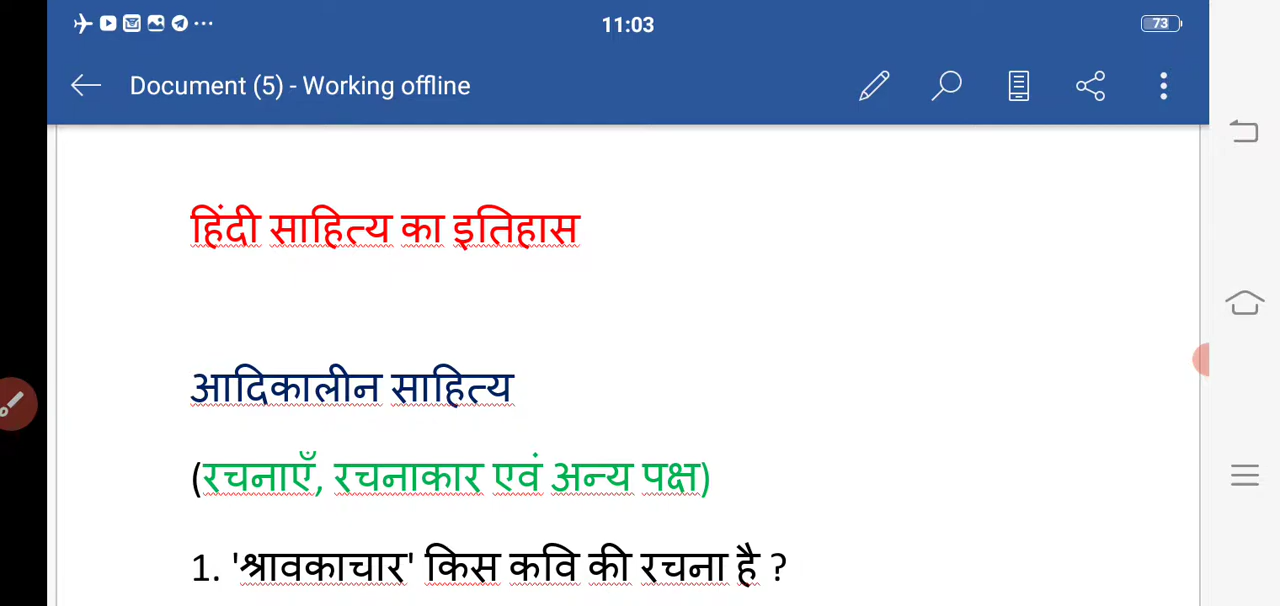 11:03
73
Document (5) - Working offline
हिंदी साहित्य का इतिहास
आदिकालीन साहित्य
(रचनाएँ, रचनाकार एवं अन्य पक्ष)
1. 'श्रावकाचार' किस कवि की रचना है ?